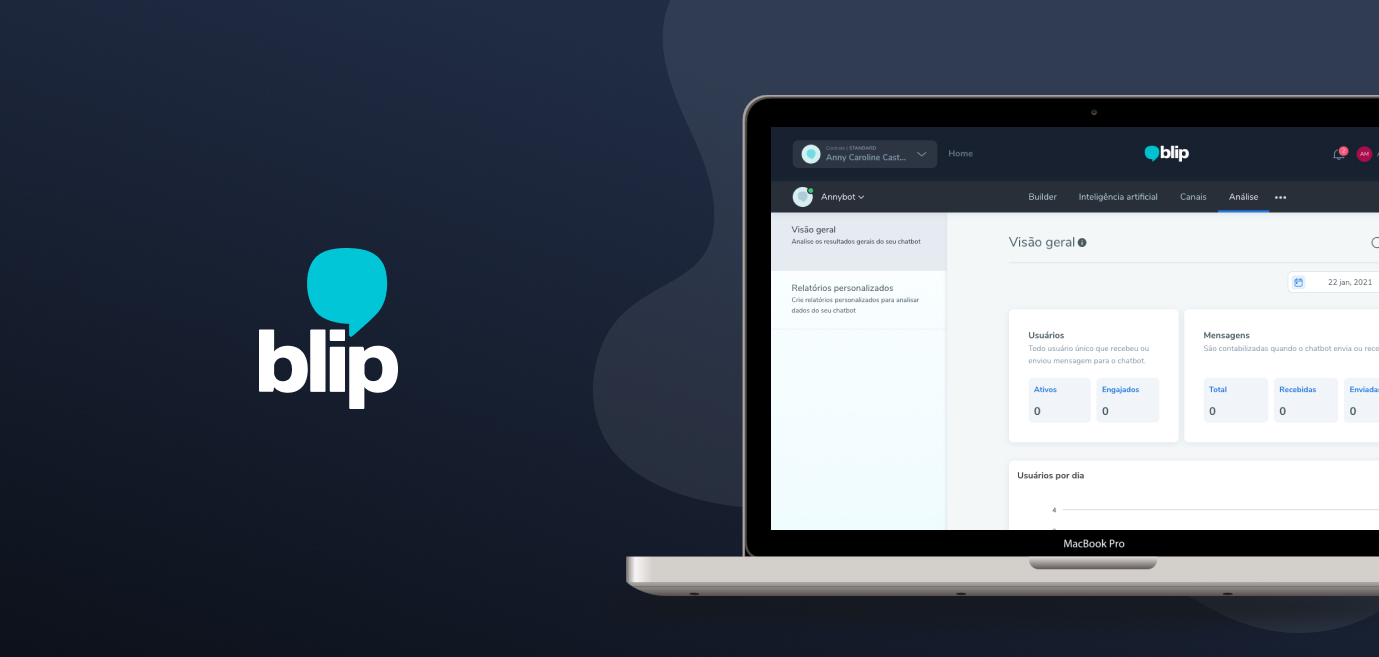 blip
Contrato | STANDARD
Anny Caroline Cast...
Home
blip
AM
Annybot
Builder
Inteligência artificial
Canais
Análise
Visão geral
Analise os resultados gerais do seu chatbot
Relatórios personalizados
Crie relatórios personalizados para analisar
dados do seu chatbot
Visão geral
22 jan, 2021
Usuários
Todo usuário único que recebeu ou
enviou mensagem para o chatbot.
Ativos
Engajados
0
0
Mensagens
São contabilizadas quando o chatbot envia ou rece
Total
Recebidas
Enviadas
0
0
0
Usuários por dia
4
MacBook Pro